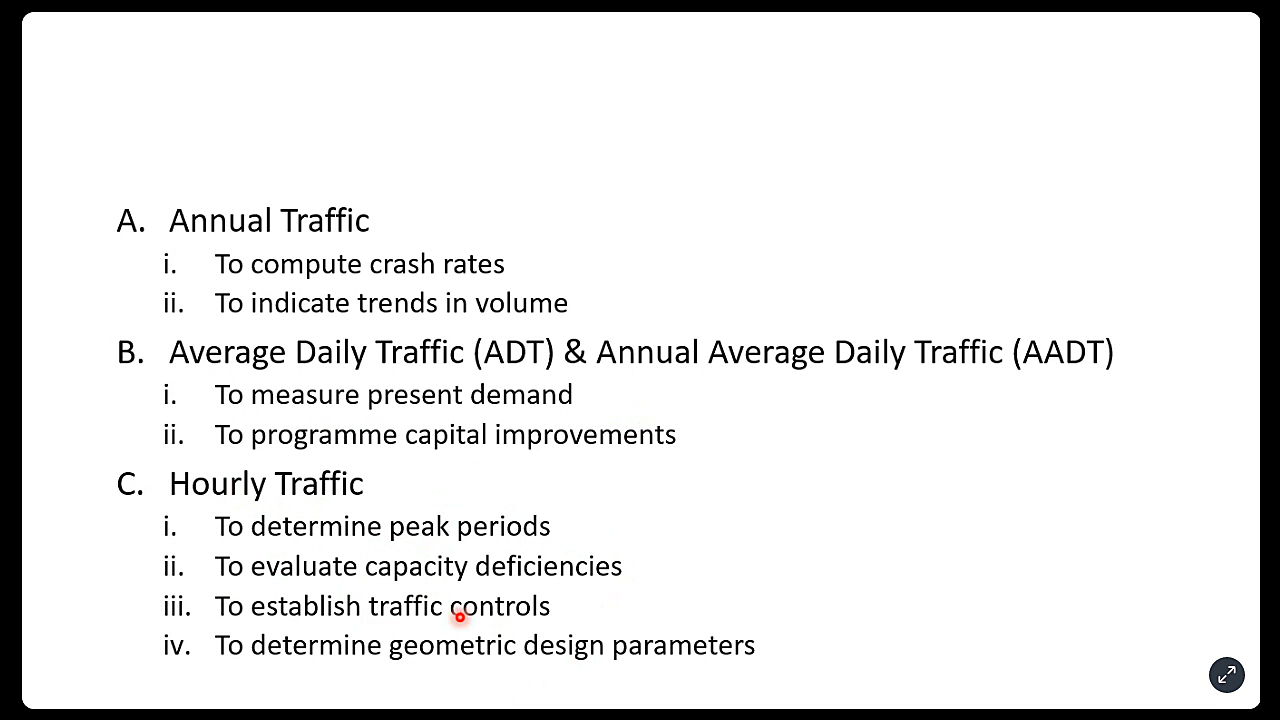 A. Annual Traffic
i. To compute crash rates
ii. To indicate trends in volume
B. Average Daily Traffic (ADT) & Annual Average Daily Traffic (AADT)
i. To measure present demand
ii. To programme capital improvements
C. Hourly Traffic
i. To determine peak periods
ii. To evaluate capacity deficiencies
iii. To establish traffic controls
iv. To determine geometric design parameters